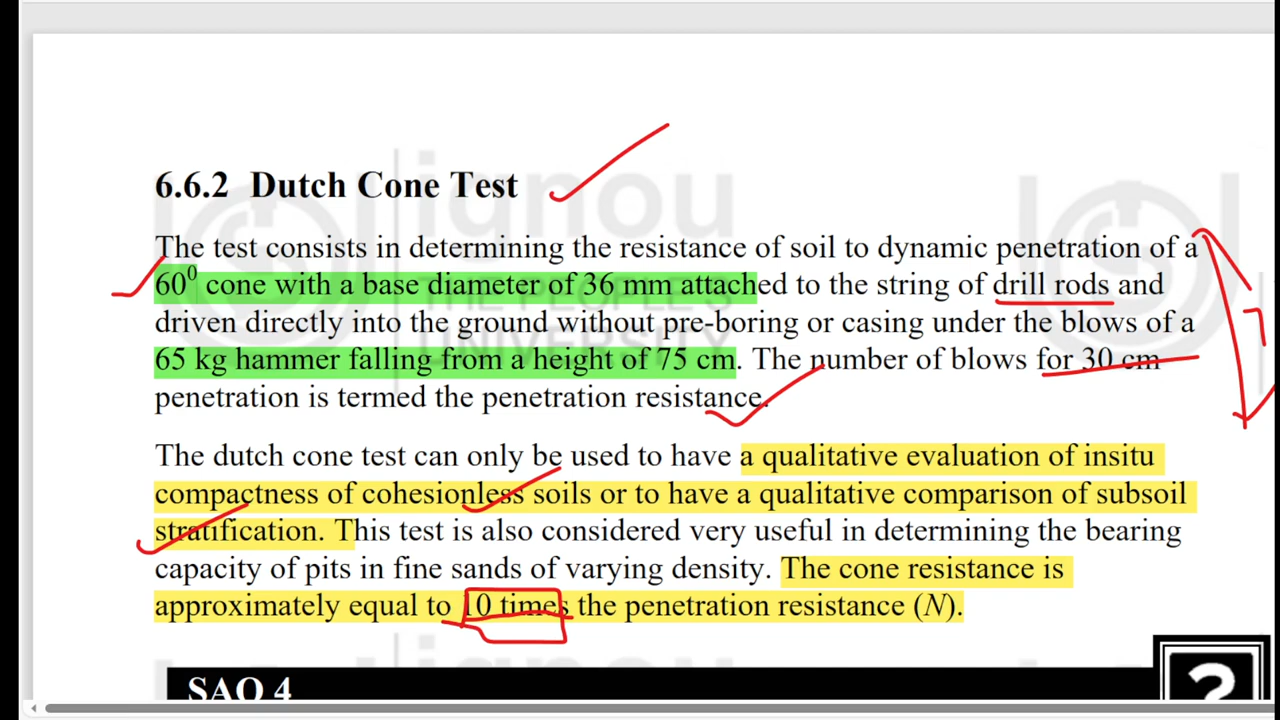 6.6.2 Dutch Cone Test
ignou
The test consists in determining the resistance of soil to dynamic penetration of a
60⁰ cone with a base diameter of 36 mm attached to the string of drill rods and
THE PEOPLE'S
driven directly into the ground without pre-boring or casing under the blows of a
UNIVERSITY
65 kg hammer falling from a height of 75 cm. The number of blows for 30 cm
penetration is termed the penetration resistance.
The dutch cone test can only be used to have a qualitative evaluation of insitu
compactness of cohesionless soils or to have a qualitative comparison of subsoil
stratification. This test is also considered very useful in determining the bearing
capacity of pits in fine sands of varying density. The cone resistance is
approximately equal to 10 times the penetration resistance (N).
SAQ 4
?